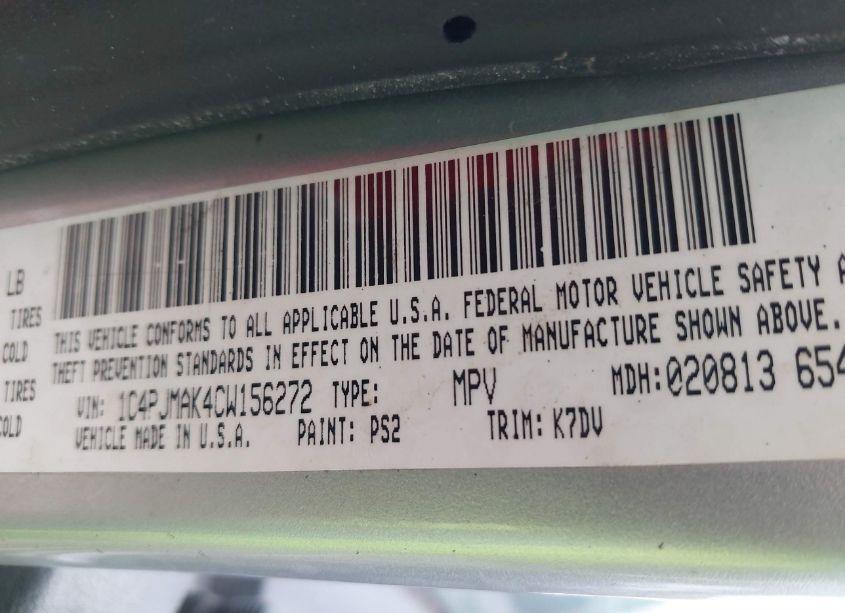 LB
TIRES
COLD
TIRES
COLD
THIS VEHICLE CONFORMS TO ALL APPLICABLE U.S.A. FEDERAL MOTOR VEHICLE SAFETY A
THEFT PREVENTION STANDARDS IN EFFECT ON THE DATE OF MANUFACTURE SHOWN ABOVE.
VIN: 1C4PJMAK4CW156272 TYPE: MPV MDH:020813 654
VEHICLE MADE IN U.S.A. PAINT: PS2 TRIM: K7DV